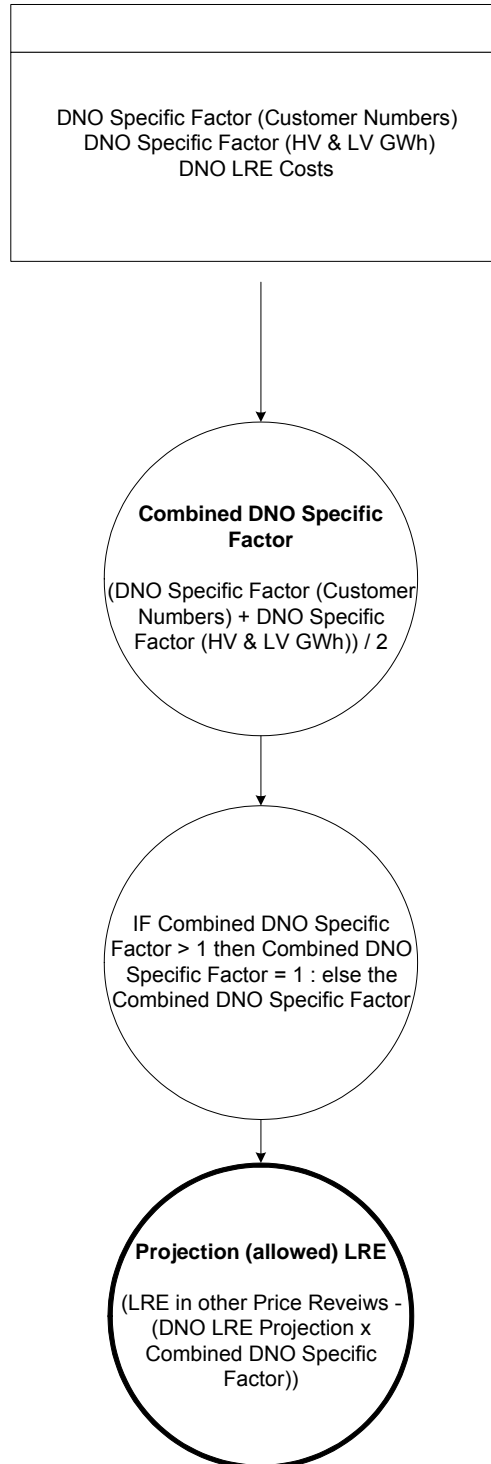 DNO Specific Factor (Customer Numbers)
DNO Specific Factor (HV & LV GWh)
DNO LRE Costs
Combined DNO Specific
Factor
(DNO Specific Factor (Customer
Numbers) + DNO Specific
Factor (HV & LV GWh)) / 2
IF Combined DNO Specific
Factor > 1 then Combined DNO
Specific Factor = 1 : else the
Combined DNO Specific Factor
Projection (allowed) LRE
(LRE in other Price Reveiws -
(DNO LRE Projection x
Combined DNO Specific
Factor))